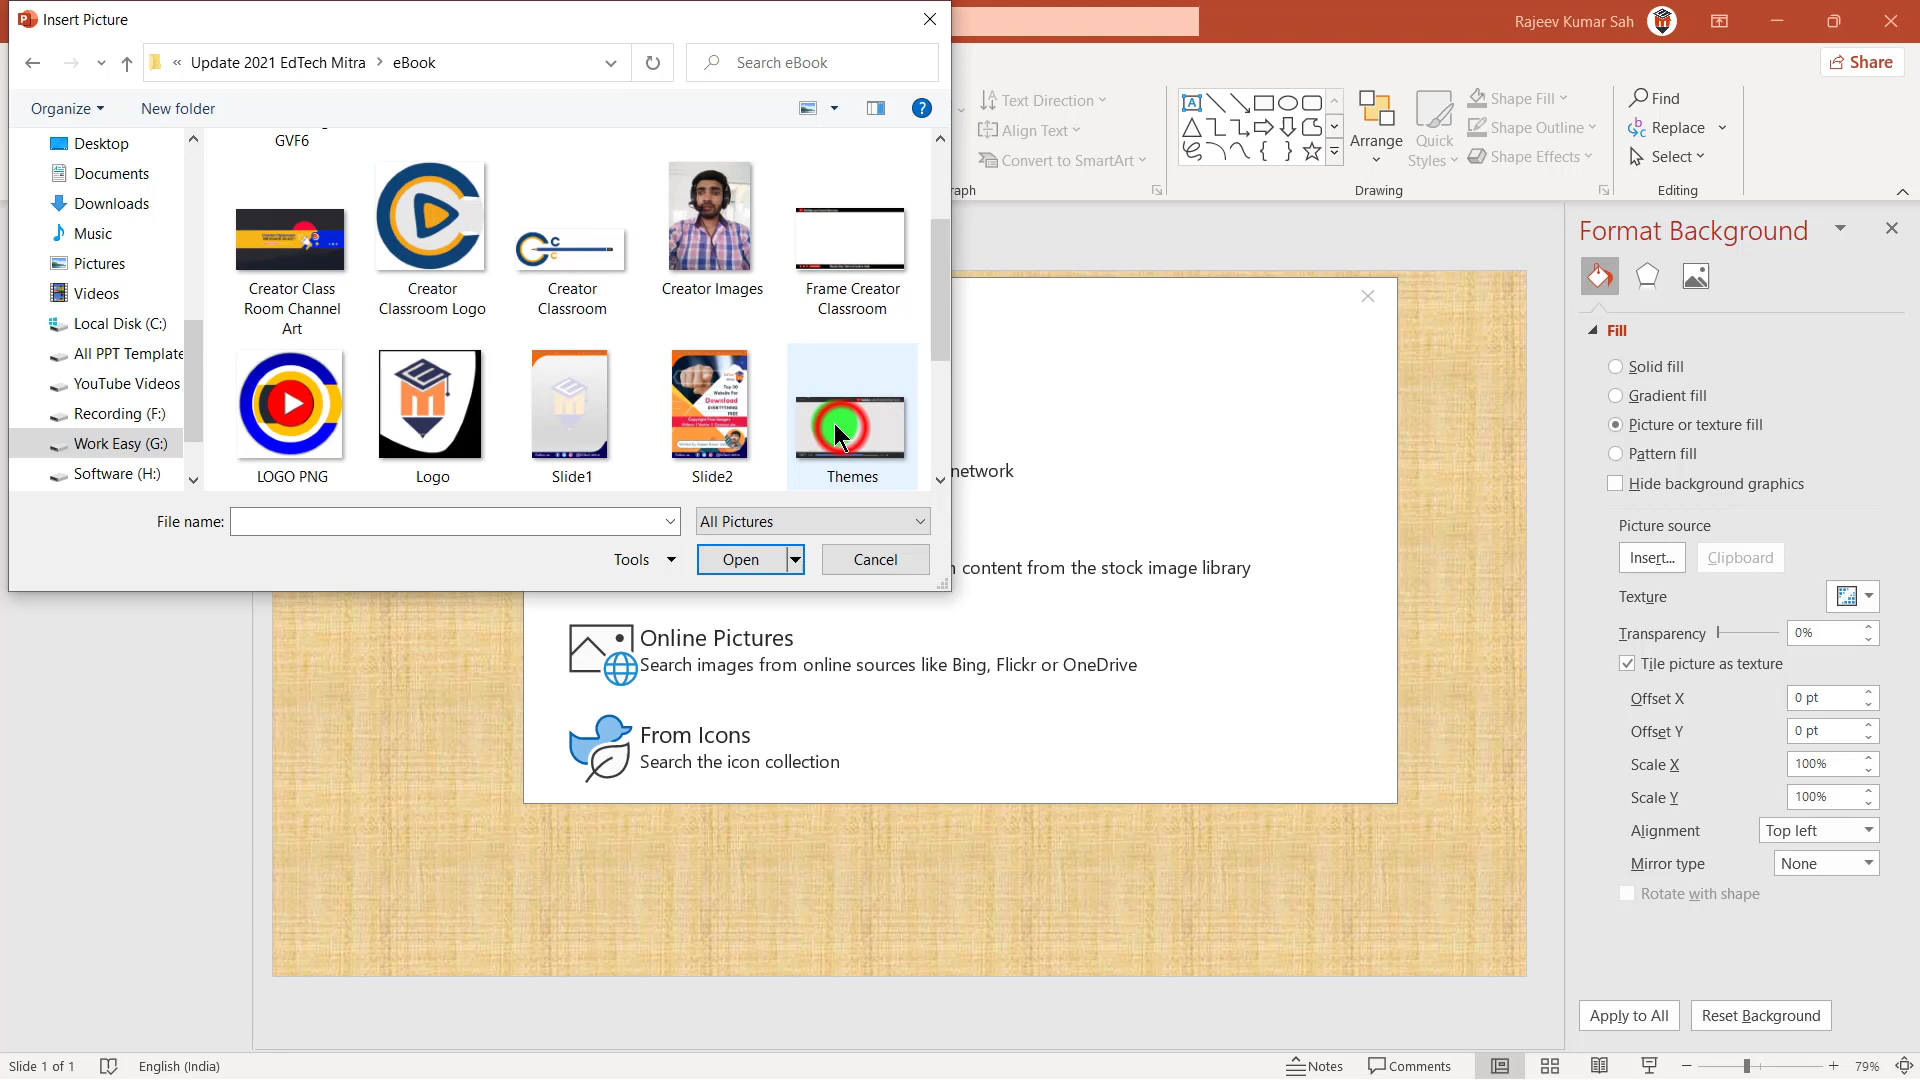 Insert Picture
Rajeev Kumar Sah
« Update 2021 EdTech Mitra > eBook
Search eBook
Share
Organize
New folder
Text Direction
Align Text
Convert to SmartArt
Arrange
Quick
Styles
Shape Fill
Shape Outline
Shape Effects
Find
Replace
Select
Drawing
Editing
Desktop
Documents
Downloads
Music
Pictures
Videos
Local Disk (C:)
All PPT Template
YouTube Videos
Recording (F:)
Work Easy (G:)
Software (H:)
GVF6
Creator Class
Room Channel
Art
Creator
Classroom Logo
Creator
Classroom
Creator Images
Frame Creator
Classroom
LOGO PNG
Logo
Slide1
Slide2
Themes
File name:
All Pictures
Tools
Open
Cancel
network
content from the stock image library
Online Pictures
Search images from online sources like Bing, Flickr or OneDrive
From Icons
Search the icon collection
Format Background
Fill
Solid fill
Gradient fill
Picture or texture fill
Pattern fill
Hide background graphics
Picture source
Insert...
Clipboard
Texture
Transparency
0%
Tile picture as texture
Offset X
0 pt
Offset Y
0 pt
Scale X
100%
Scale Y
100%
Alignment
Top left
Mirror type
None
Rotate with shape
Apply to All
Reset Background
Slide 1 of 1
English (India)
Notes
Comments
79%